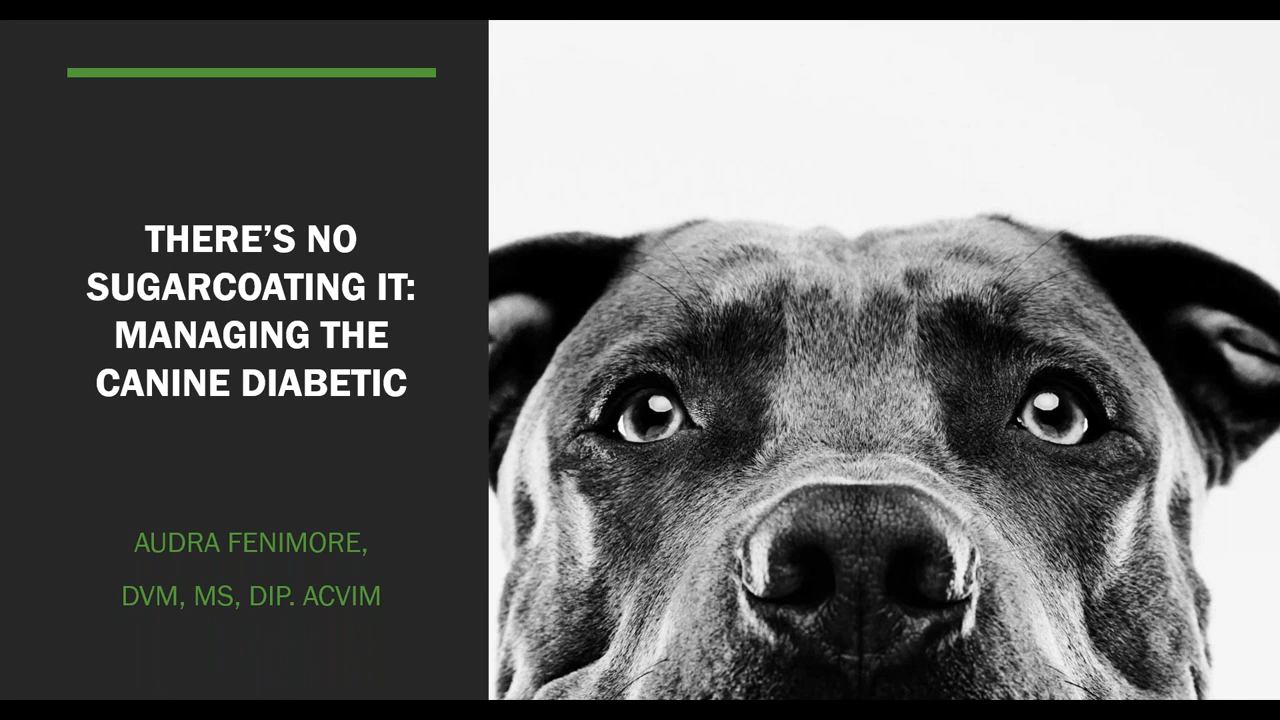 THERE’S NO
SUGARCOATING IT:
MANAGING THE
CANINE DIABETIC
AUDRA FENIMORE,
DVM, MS, DIP. ACVIM